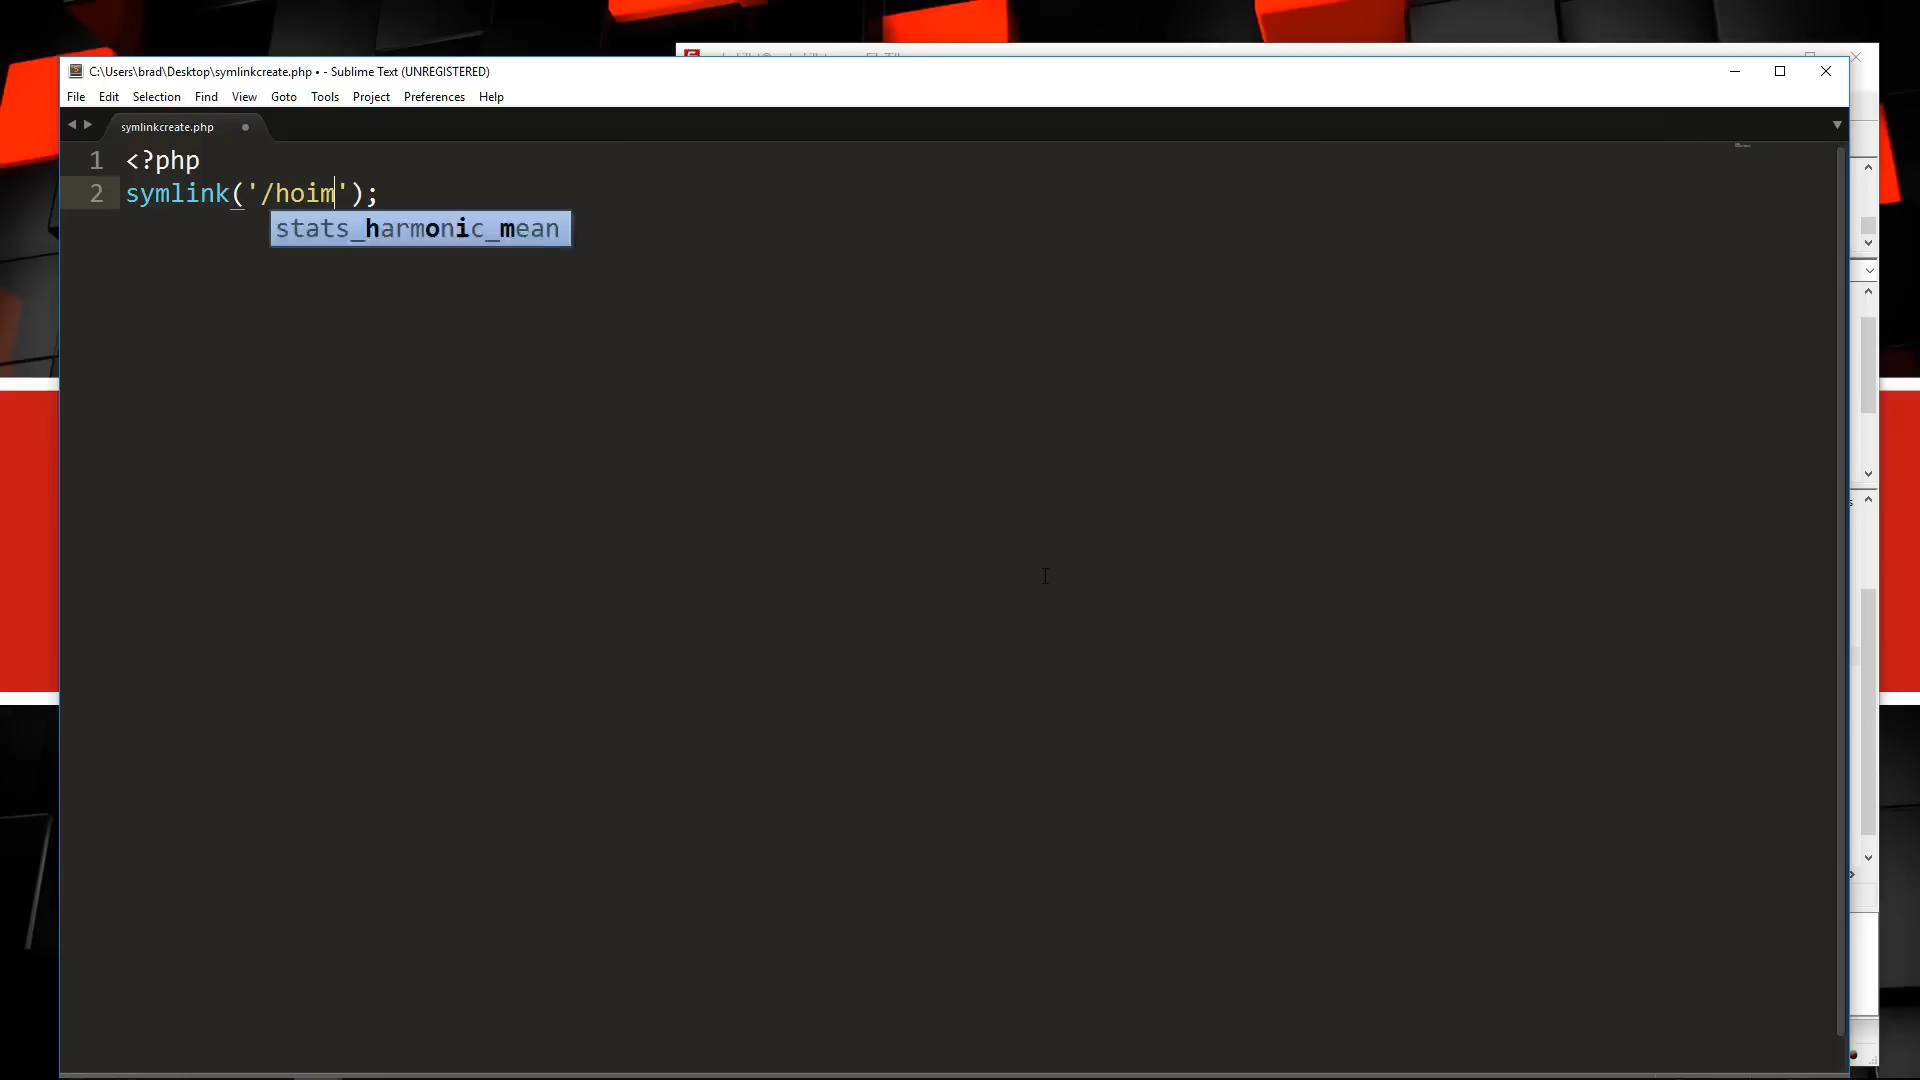 C:\Users\brad\Desktop\symlinkcreate.php • - Sublime Text (UNREGISTERED)
File Edit Selection Find View Goto Tools Project Preferences Help
symlinkcreate.php
1 <?php
2 symlink('/hoim');
stats_harmonic_mean